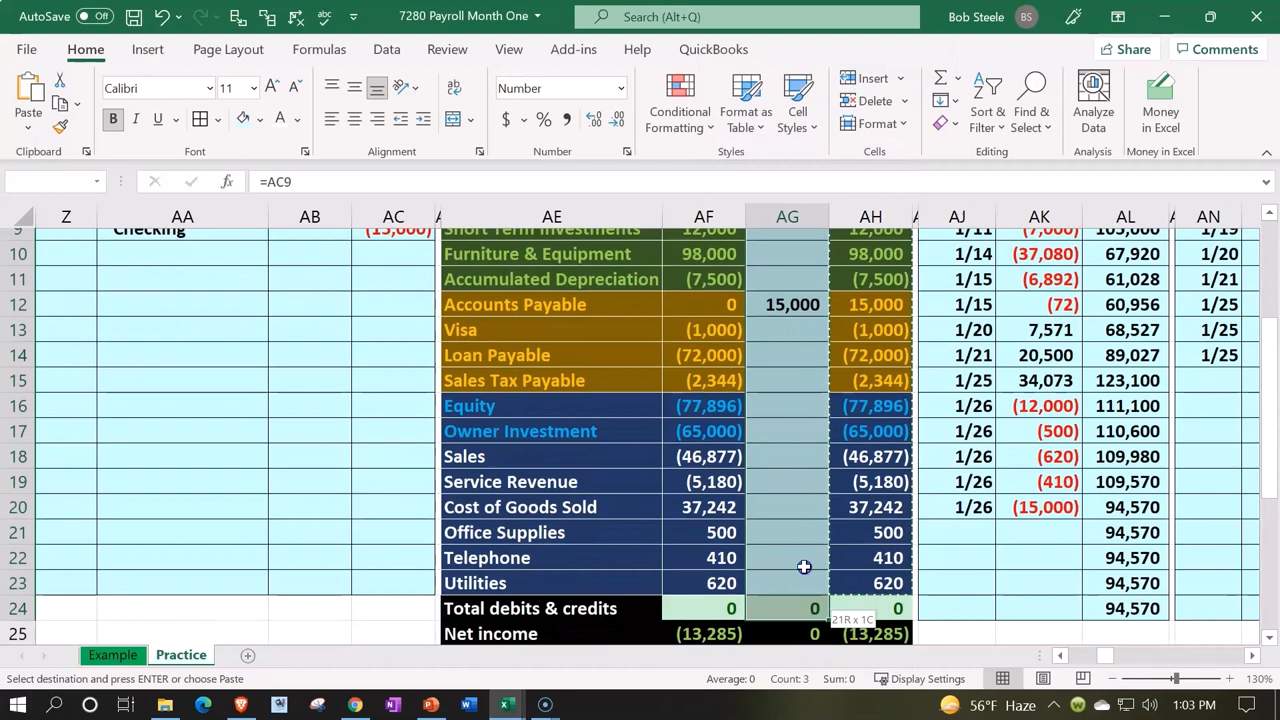 AutoSave Off 7280 Payroll Month One Search (Alt+Q) Bob Steele BS
File Home Insert Page Layout Formulas Data Review View Add-ins Help QuickBooks Share Comments
Paste Calibri 11 Number Conditional Formatting Format as Table Cell Styles Insert Delete Format Sort & Filter Find & Select Analyze Data Money in Excel
Clipboard Font Alignment Number Styles Cells Editing Analysis Money in Excel
=AC9
Z AA AB AC A AE AF AG AH A AJ AK AL A AN
9 Checking (15,000) Short Term Investments 12,000 12,000 1/11 (7,000) 105,000 1/19
10 Furniture & Equipment 98,000 98,000 1/14 (37,080) 67,920 1/20
11 Accumulated Depreciation (7,500) (7,500) 1/15 (6,892) 61,028 1/21
12 Accounts Payable 0 15,000 15,000 1/15 (72) 60,956 1/25
13 Visa (1,000) (1,000) 1/20 7,571 68,527 1/25
14 Loan Payable (72,000) (72,000) 1/21 20,500 89,027 1/25
15 Sales Tax Payable (2,344) (2,344) 1/25 34,073 123,100
16 Equity (77,896) (77,896) 1/26 (12,000) 111,100
17 Owner Investment (65,000) (65,000) 1/26 (500) 110,600
18 Sales (46,877) (46,877) 1/26 (620) 109,980
19 Service Revenue (5,180) (5,180) 1/26 (410) 109,570
20 Cost of Goods Sold 37,242 37,242 1/26 (15,000) 94,570
21 Office Supplies 500 500 94,570
22 Telephone 410 410 94,570
23 Utilities 620 620 94,570
24 Total debits & credits 0 0 0 94,570
21R x 1C
25 Net income (13,285) 0 (13,285)
Example Practice
Select destination and press ENTER or choose Paste Average: 0 Count: 3 Sum: 0 Display Settings 130%
56°F Haze 1:03 PM